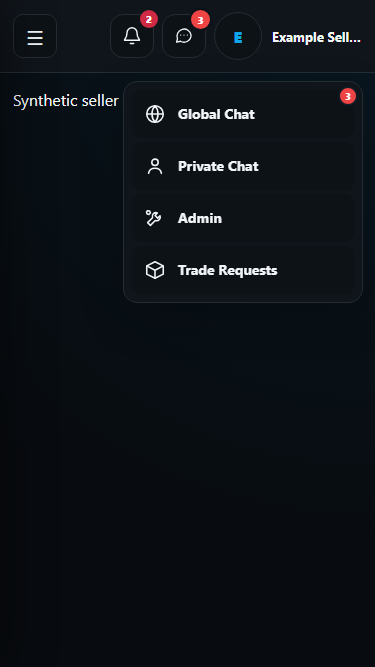 2
3
E
Example Sell...
Synthetic seller
3
Global Chat
Private Chat
Admin
Trade Requests